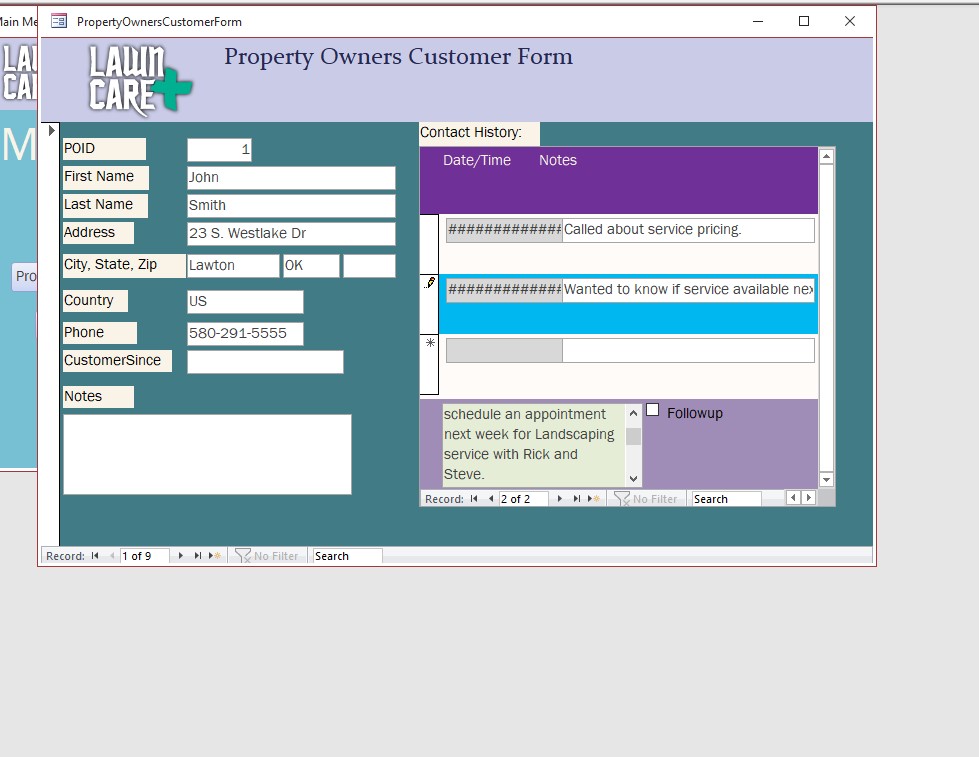 Main Me
PropertyOwnersCustomerForm
LAWN
CARE
Property Owners Customer Form
LA
CA
M
Pro
POID 1
First Name John
Last Name Smith
Address 23 S. Westlake Dr
City, State, Zip Lawton OK
Country US
Phone 580-291-5555
CustomerSince
Notes
Contact History:
Date/Time Notes
############# Called about service pricing.
############# Wanted to know if service available nex
schedule an appointment
next week for Landscaping
service with Rick and
Steve.
Followup
Record: 2 of 2 No Filter Search
Record: 1 of 9 No Filter Search